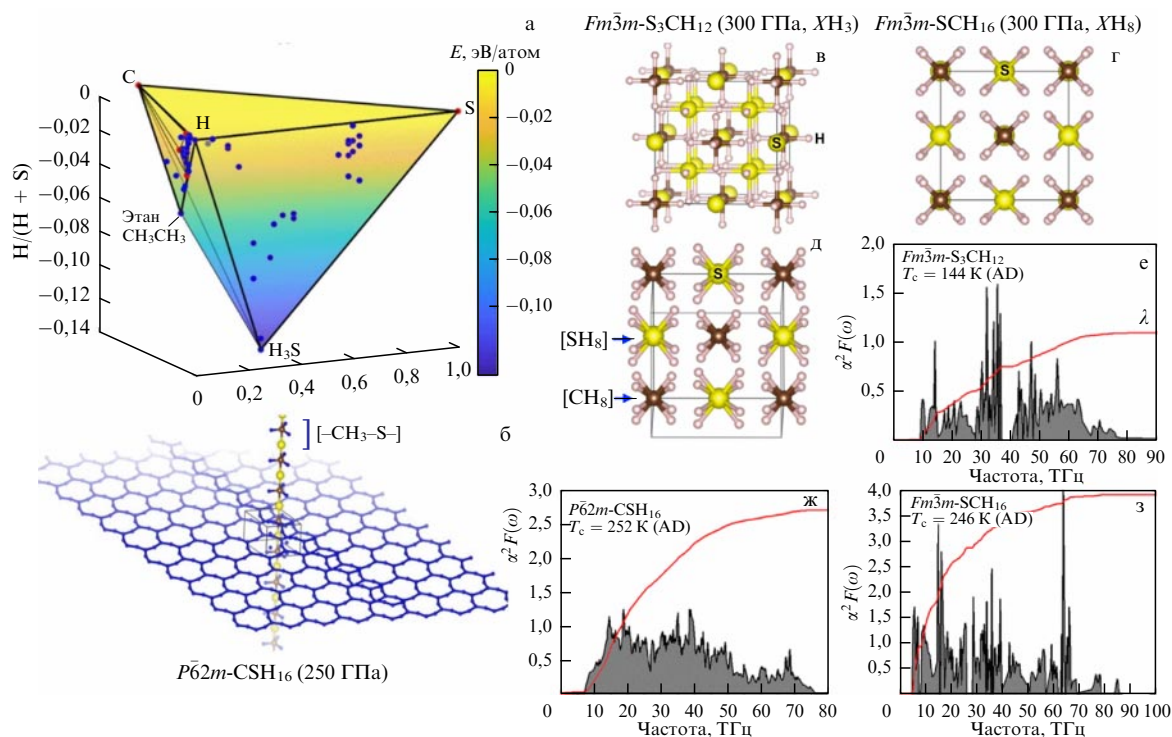 а
E, эВ/атом
C
S
H
0
−0,02
−0,04
−0,06
−0,08
−0,10
−0,12
−0,14
H/(H + S)
Этан
CH₃CH₃
H₃S
0 0,2 0,4 0,6 0,8 1,0
0
−0,02
−0,04
−0,06
−0,08
−0,10
Fm3̄m-S₃CH₁₂ (300 ГПа, XH₃)
в
S
H
Fm3̄m-SCH₁₆ (300 ГПа, XH₈)
г
S
д
S
[SH₈]
[CH₈]
е
Fm3̄m-S₃CH₁₂
T꜀ = 144 K (AD)
λ
α²F(ω)
2,0
1,5
1,0
0,5
0 10 20 30 40 50 60 70 80 90
Частота, ТГц
б
[–CH₃–S–]
P6̄2m-CSH₁₆ (250 ГПа)
ж
P6̄2m-CSH₁₆
T꜀ = 252 K (AD)
α²F(ω)
3,0
2,5
2,0
1,5
1,0
0,5
0 10 20 30 40 50 60 70 80
Частота, ТГц
з
Fm3̄m-SCH₁₆
T꜀ = 246 K (AD)
α²F(ω)
4,0
3,5
3,0
2,5
2,0
1,5
1,0
0,5
0 10 20 30 40 50 60 70 80 90 100
Частота, ТГц